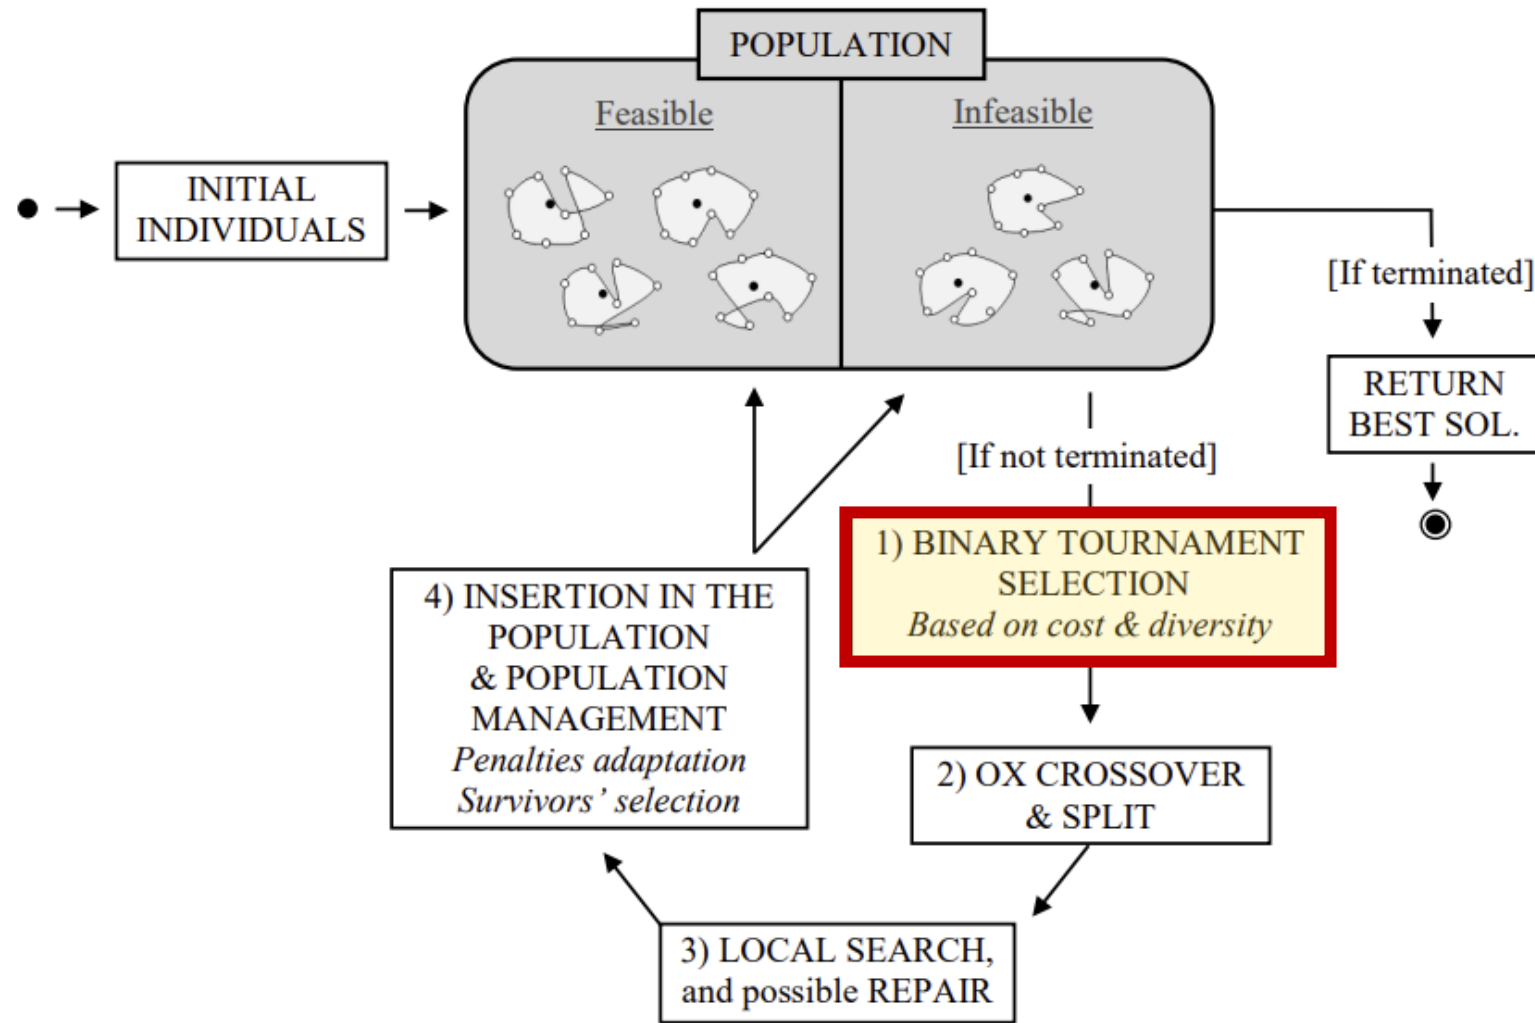 POPULATION
Feasible
Infeasible
INITIAL
INDIVIDUALS
[If terminated]
RETURN
BEST SOL.
[If not terminated]
1) BINARY TOURNAMENT
SELECTION
Based on cost & diversity
2) OX CROSSOVER
& SPLIT
3) LOCAL SEARCH,
and possible REPAIR
4) INSERTION IN THE
POPULATION
& POPULATION
MANAGEMENT
Penalties adaptation
Survivors’ selection